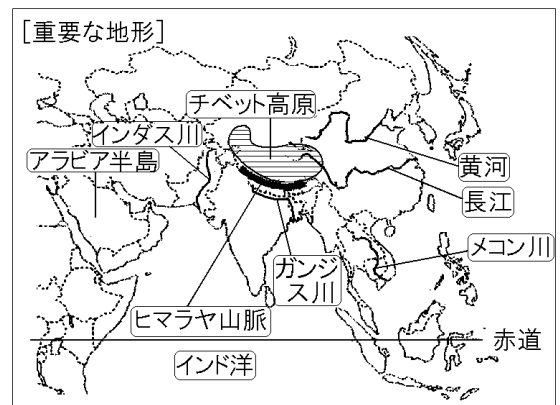 [重要な地形]
チベット高原
インダス川
アラビア半島
黄河
長江
メコン川
ガンジ
ス川
ヒマラヤ山脈
赤道
インド洋